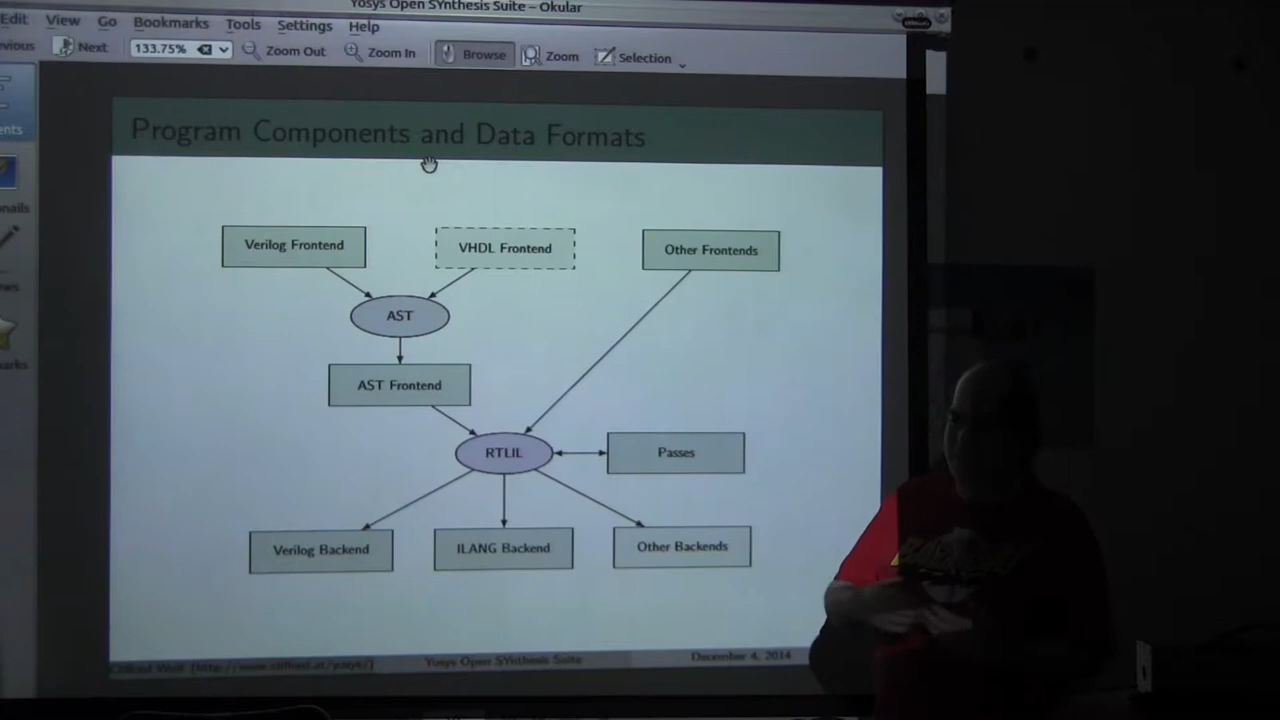 Yosys Open SYnthesis Suite – Okular
Edit View Go Bookmarks Tools Settings Help
Next 133.75% Zoom Out Zoom In Browse Zoom Selection
Program Components and Data Formats
Verilog Frontend
VHDL Frontend
Other Frontends
AST
AST Frontend
RTLIL
Passes
Verilog Backend
ILANG Backend
Other Backends
Yosys Open SYnthesis Suite
December 4, 2014